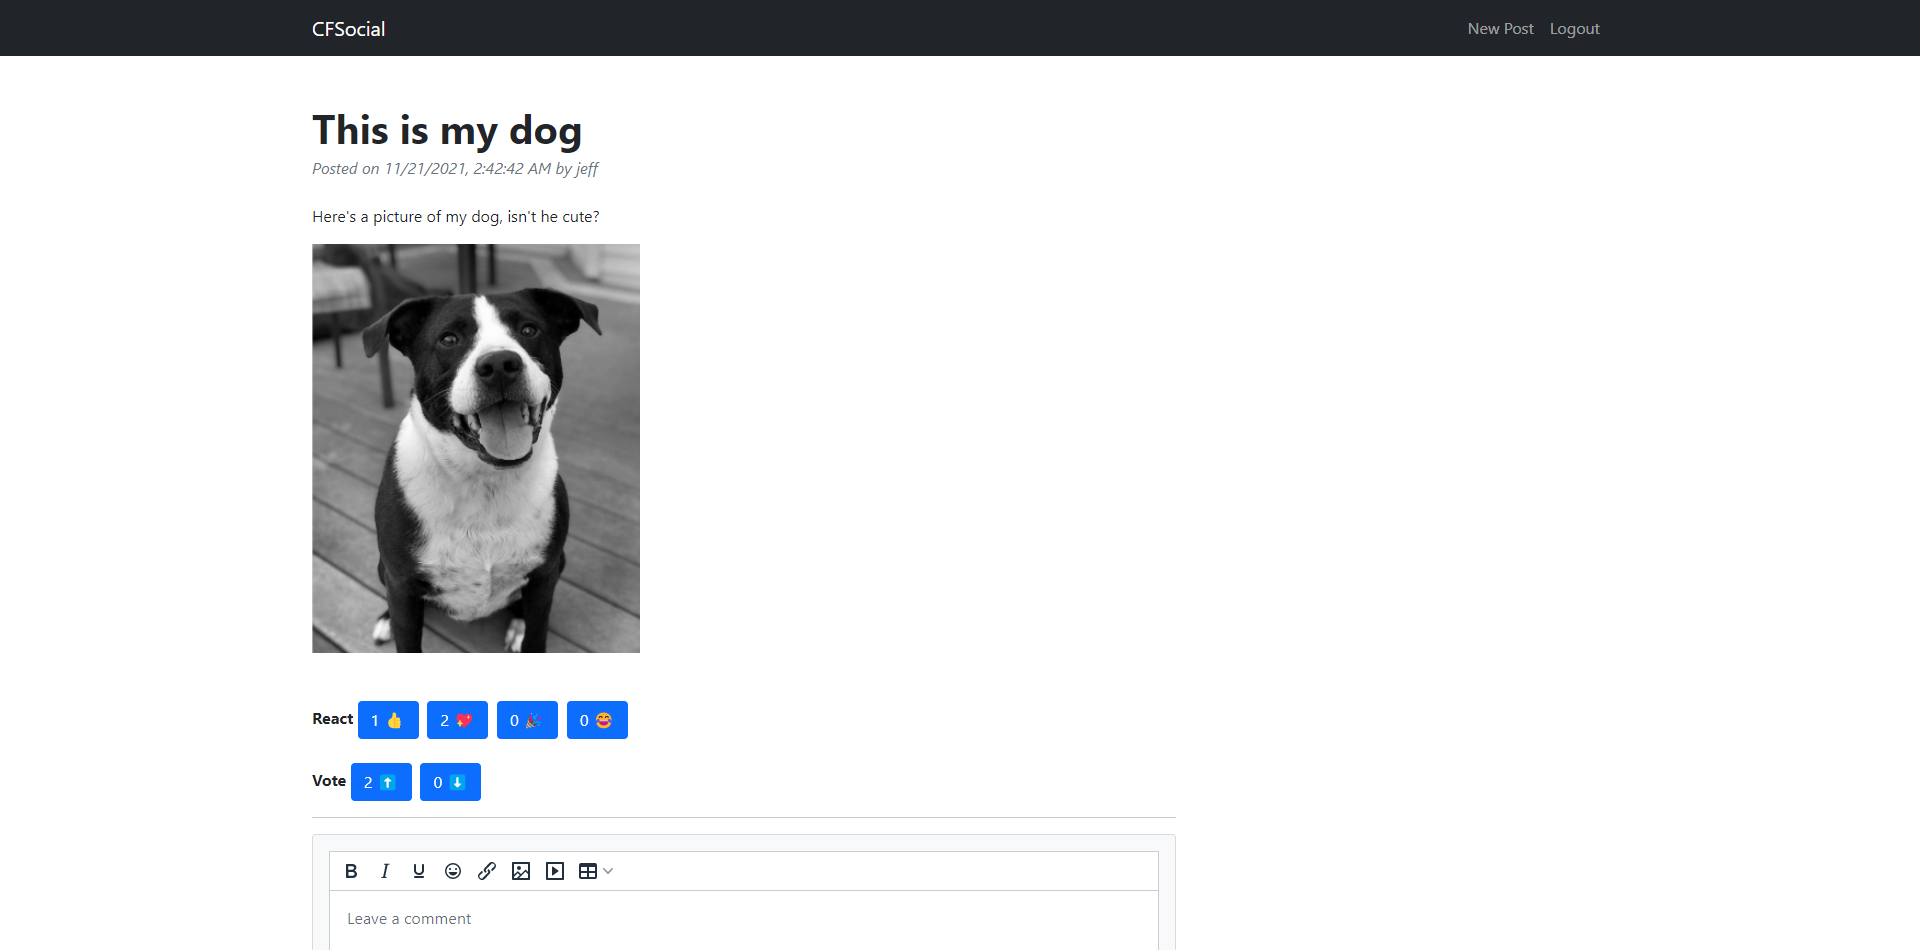 CFSocial
New Post Logout
This is my dog
Posted on 11/21/2021, 2:42:42 AM by jeff
Here's a picture of my dog, isn't he cute?
React 1 👍 2 💖 0 🎉 0 😂
Vote 2 ⬆ 0 ⬇
B I U
Leave a comment